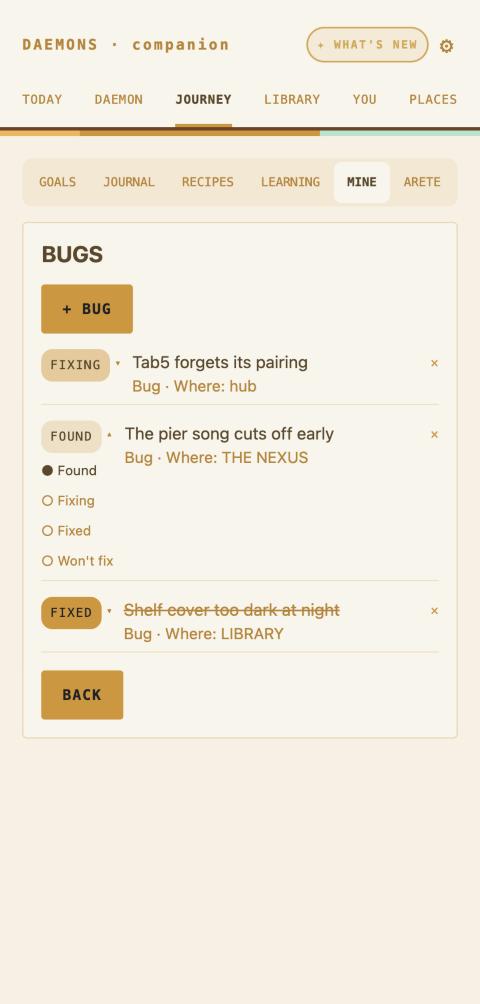 DAEMONS · companion
✦ WHAT'S NEW
TODAY DAEMON JOURNEY LIBRARY YOU PLACES
GOALS JOURNAL RECIPES LEARNING MINE ARETE
BUGS
+ BUG
FIXING ▾ Tab5 forgets its pairing ×
Bug · Where: hub
FOUND ▴ The pier song cuts off early ×
Bug · Where: THE NEXUS
Found
Fixing
Fixed
Won't fix
FIXED ▾ Shelf cover too dark at night ×
Bug · Where: LIBRARY
BACK